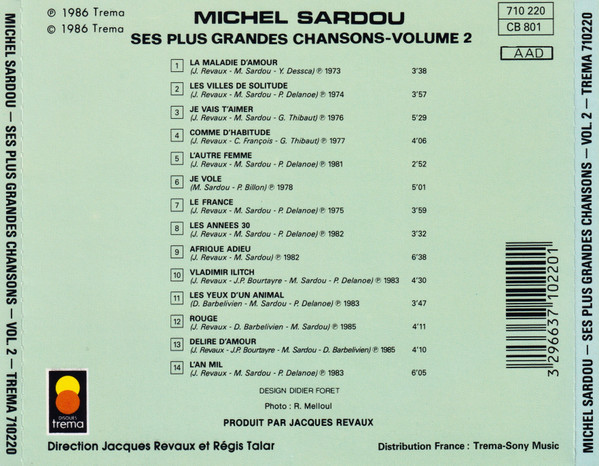 ℗ 1986 Trema
© 1986 Trema
MICHEL SARDOU
SES PLUS GRANDES CHANSONS-VOLUME 2
710 220
CB 801
AAD
1 LA MALADIE D'AMOUR
(J. Revaux - M. Sardou - Y. Dessca) ℗ 1973 3'38
2 LES VILLES DE SOLITUDE
(J. Revaux - M. Sardou - P. Delanoe) ℗ 1974 3'57
3 JE VAIS T'AIMER
(J. Revaux - M. Sardou - G. Thibaut) ℗ 1976 5'29
4 COMME D'HABITUDE
(J. Revaux - C. François - G. Thibaut) ℗ 1977 4'06
5 L'AUTRE FEMME
(J. Revaux - M. Sardou - P. Delanoe) ℗ 1981 2'52
6 JE VOLE
(M. Sardou - P. Billon) ℗ 1978 5'01
7 LE FRANCE
(J. Revaux - M. Sardou - P. Delanoe) ℗ 1975 3'59
8 LES ANNEES 30
(J. Revaux - M. Sardou - P. Delanoe) ℗ 1982 3'32
9 AFRIQUE ADIEU
(J. Revaux - M. Sardou) ℗ 1982 6'38
10 VLADIMIR ILITCH
(J. Revaux - J.P. Bourtayre - M. Sardou - P. Delanoe) ℗ 1983 4'30
11 LES YEUX D'UN ANIMAL
(D. Barbelivien - M. Sardou - P. Delanoe) ℗ 1983 3'47
12 ROUGE
(J. Revaux - D. Barbelivien - M. Sardou) ℗ 1985 4'11
13 DELIRE D'AMOUR
(J. Revaux - J.P. Bourtayre - M. Sardou - D. Barbelivien) ℗ 1985 4'10
14 L'AN MIL
(J. Revaux - M. Sardou - P. Delanoe) ℗ 1983 6'05
DESIGN DIDIER FORET
Photo : R. Melloul
PRODUIT PAR JACQUES REVAUX
DISQUES
trema
Direction Jacques Revaux et Régis Talar
Distribution France : Trema-Sony Music
3 296637 102201
MICHEL SARDOU — SES PLUS GRANDES CHANSONS — VOL. 2 — TREMA 710220
MICHEL SARDOU — SES PLUS GRANDES CHANSONS — VOL. 2 — TREMA 710220